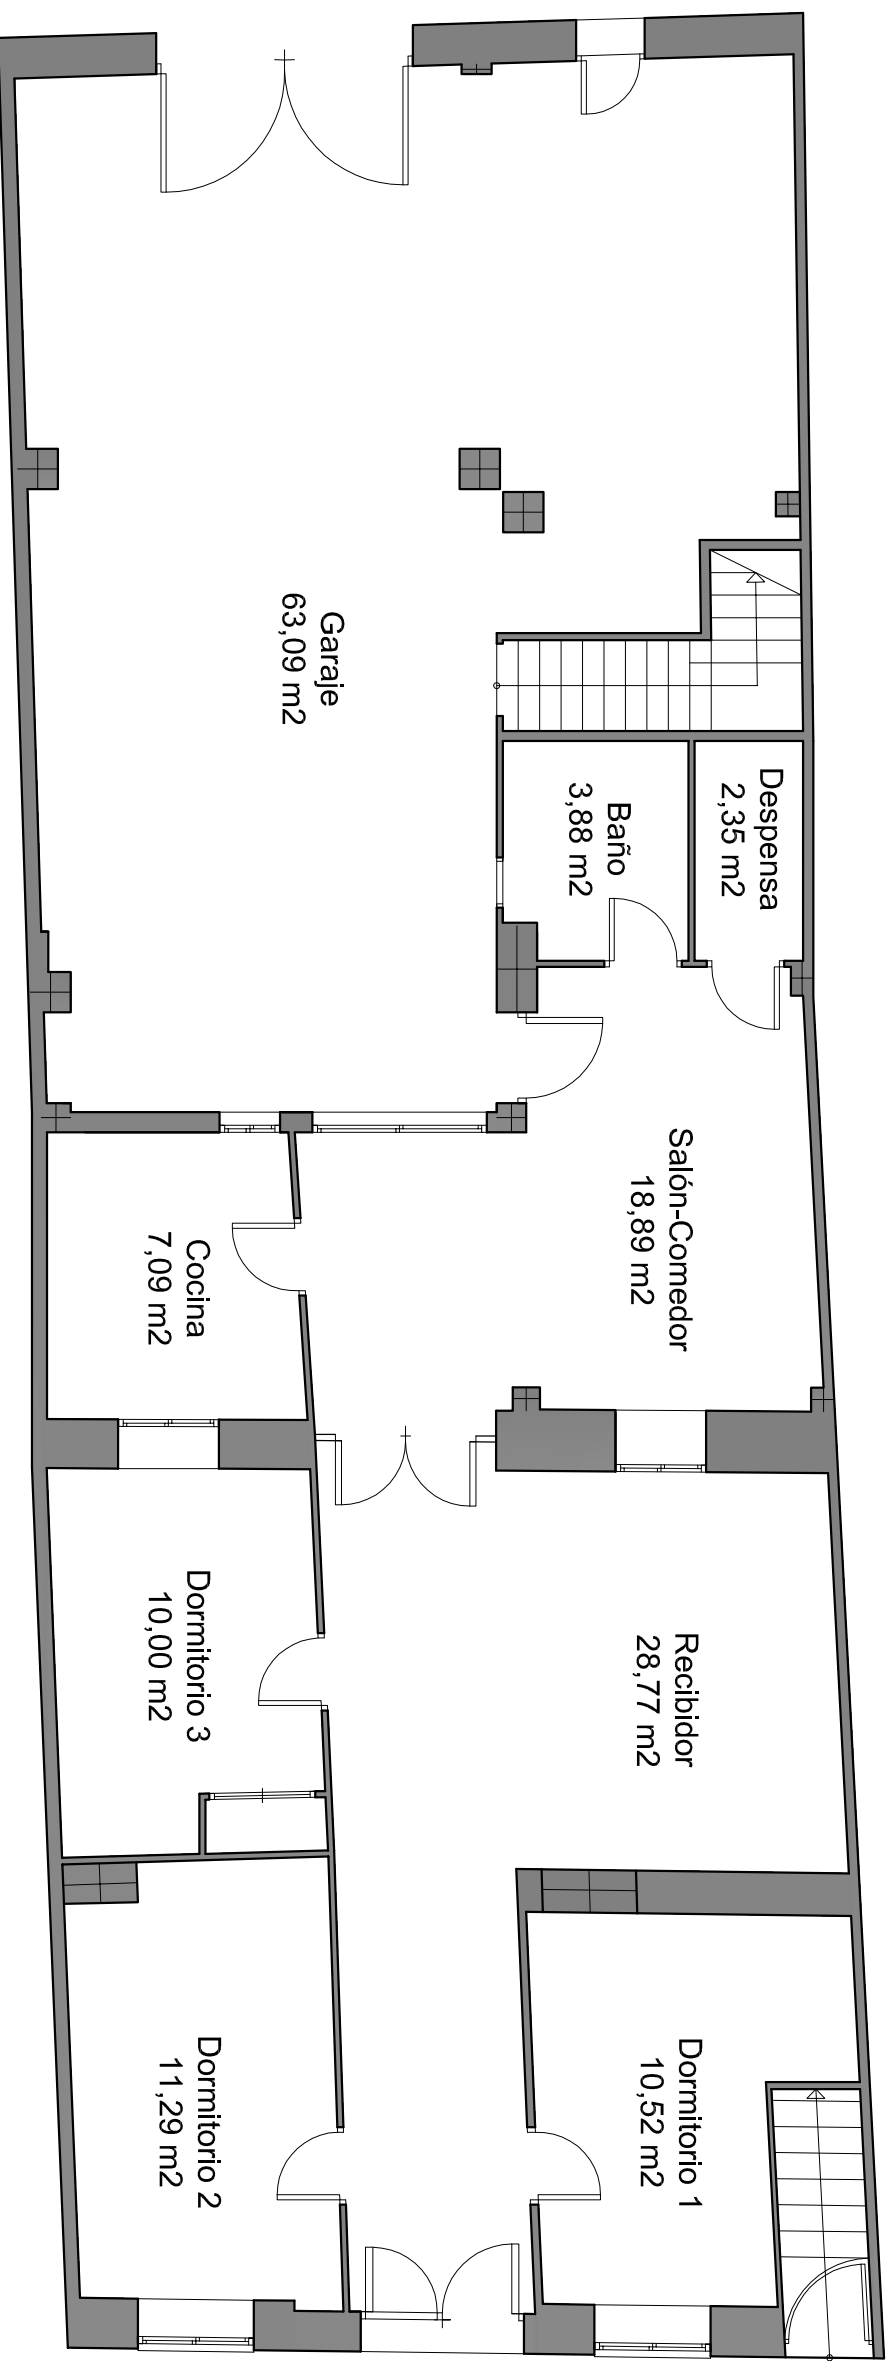 Garaje
63,09 m2
Despensa
2,35 m2
Baño
3,88 m2
Salón-Comedor
18,89 m2
Cocina
7,09 m2
Recibidor
28,77 m2
Dormitorio 3
10,00 m2
Dormitorio 1
10,52 m2
Dormitorio 2
11,29 m2